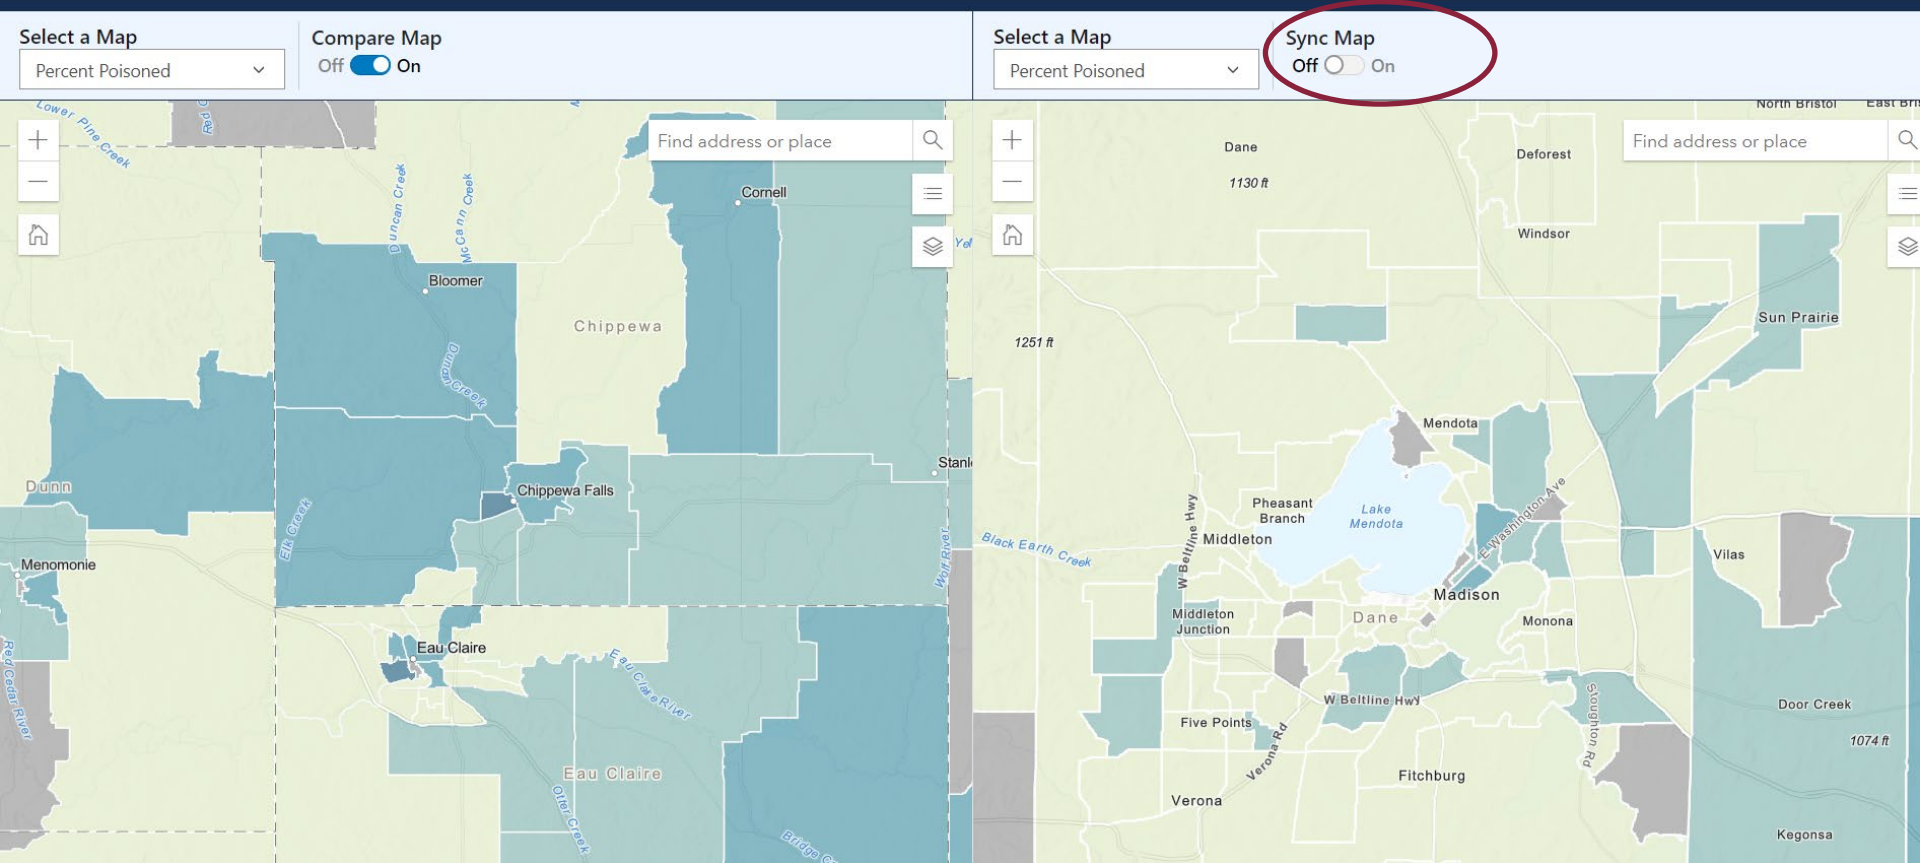 Select a Map
Percent Poisoned
Compare Map
Off On
Find address or place
Lower Pine Creek
Duncan Creek
McCann Creek
Cornell
Bloomer
Chippewa
Creek
Dunn
Elk Creek
Chippewa Falls
Menomonie
Wolf River
Eau Claire
Eau Claire River
Red Cedar River
Eau Claire
Otter Creek
Select a Map
Percent Poisoned
Sync Map
Off On
Find address or place
North Bristol
Dane
1130 ft
Deforest
Windsor
Sun Prairie
1251 ft
Mendota
Pheasant
Branch
Lake
Mendota
E Washington Ave
W Beltline Hwy
Middleton
Black Earth Creek
Vilas
Madison
Middleton
Junction
Dane
Monona
W Beltline Hwy
Stoughton Rd
Door Creek
Five Points
Verona Rd
1074 ft
Fitchburg
Verona
Kegonsa